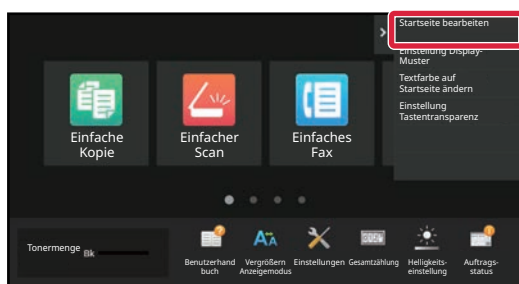 Startseite bearbeiten
Einstellung Display-
Muster
Textfarbe auf
Startseite ändern
Einstellung
Tastentransparenz
Einfache
Kopie
Einfacher
Scan
Einfaches
Fax
Tonermenge
Bk
Benutzerhand
buch
Vergrößern
Anzeigemodus
Einstellungen
Gesamtzählung
Helligkeits-
einstellung
Auftrags-
status